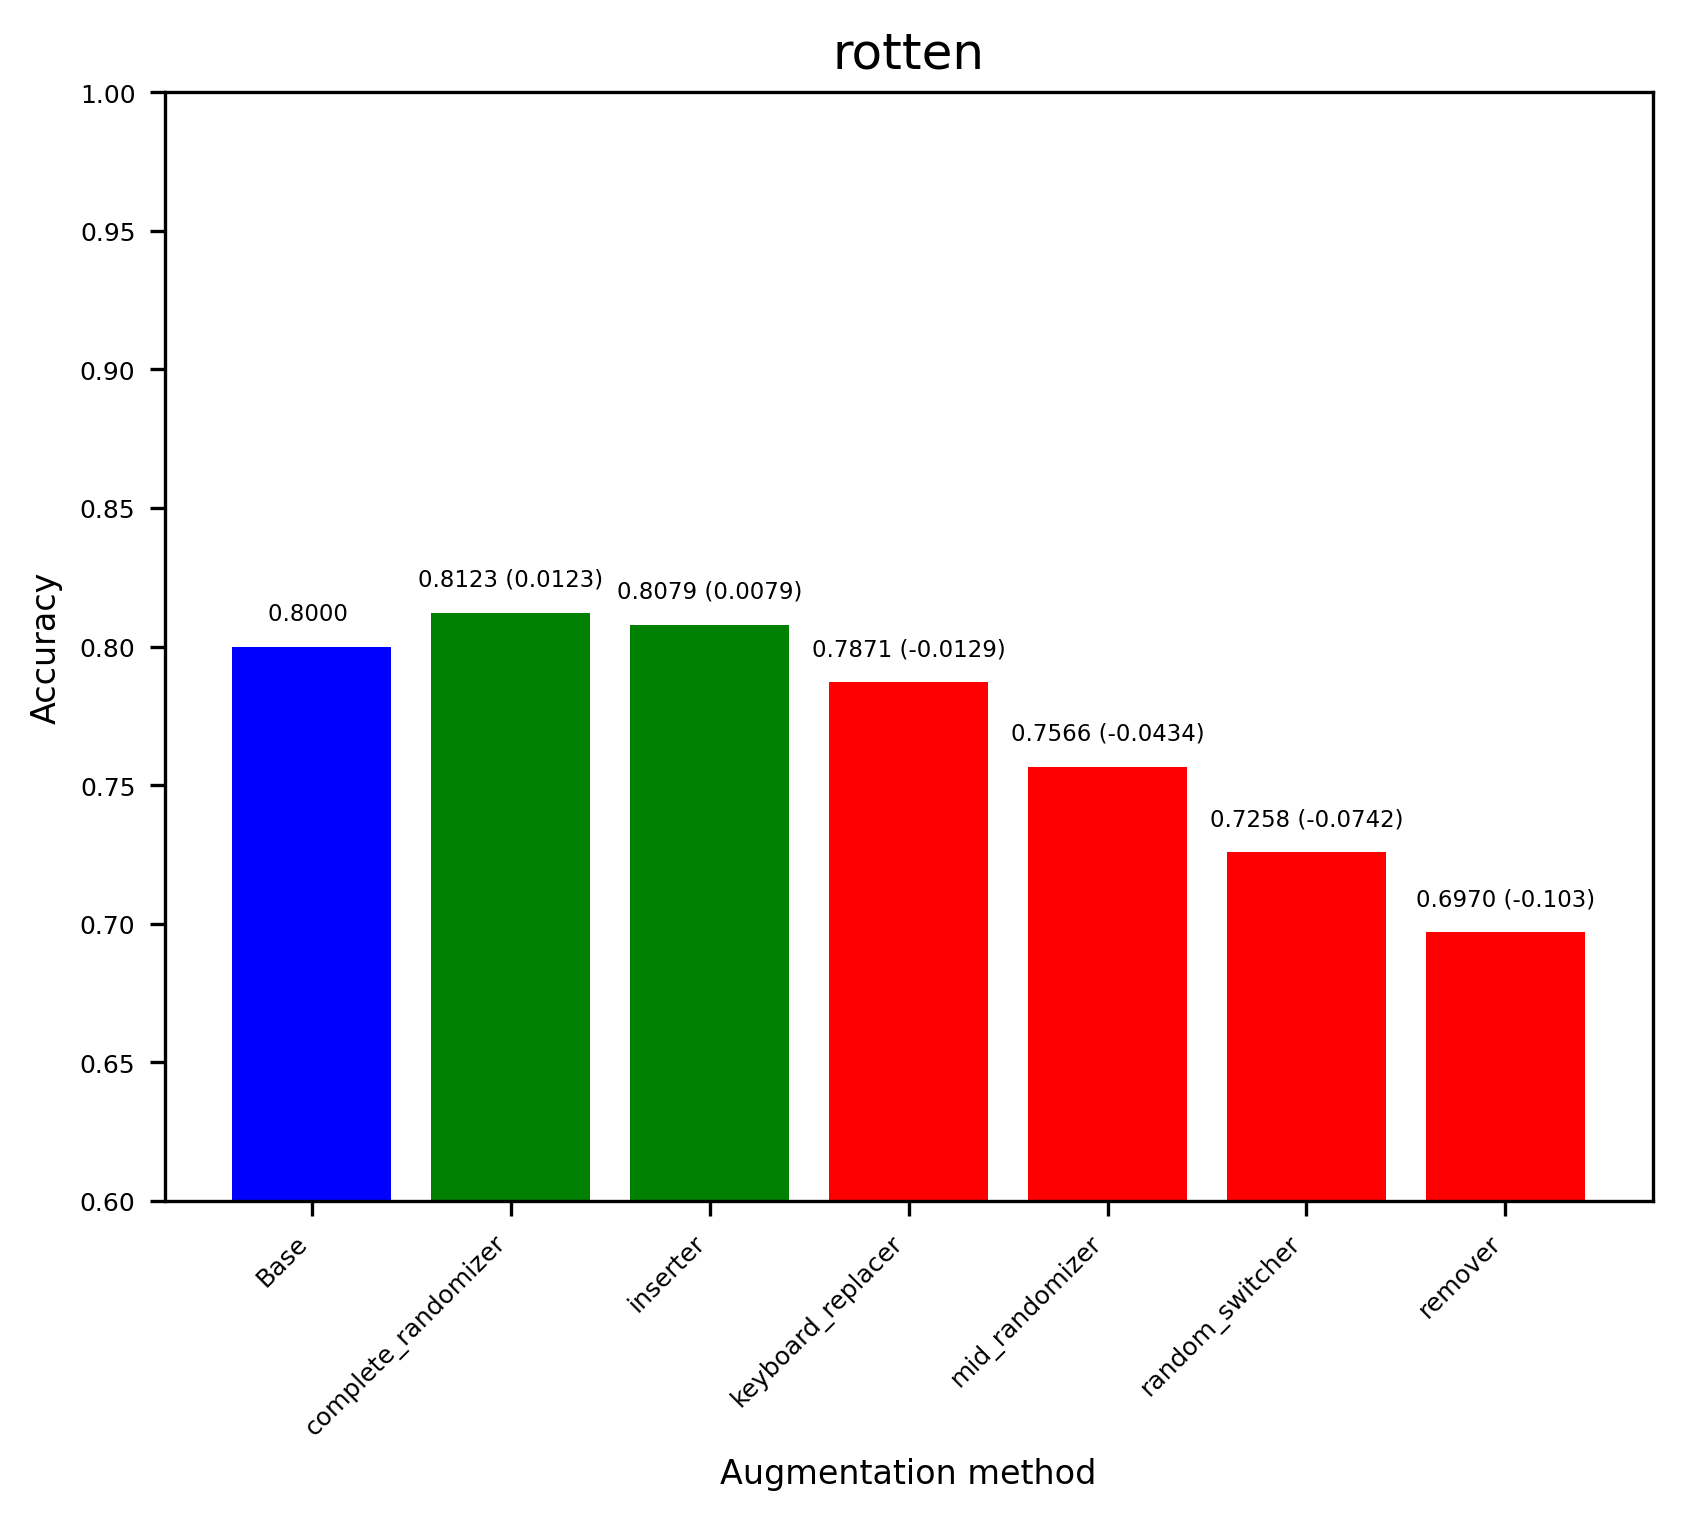 rotten
1.00
0.95
0.90
0.85
0.80
0.75
0.70
0.65
0.60
Accuracy
0.8000
0.8123 (0.0123)
0.8079 (0.0079)
0.7871 (-0.0129)
0.7566 (-0.0434)
0.7258 (-0.0742)
0.6970 (-0.103)
Base
complete_randomizer
inserter
keyboard_replacer
mid_randomizer
random_switcher
remover
Augmentation method